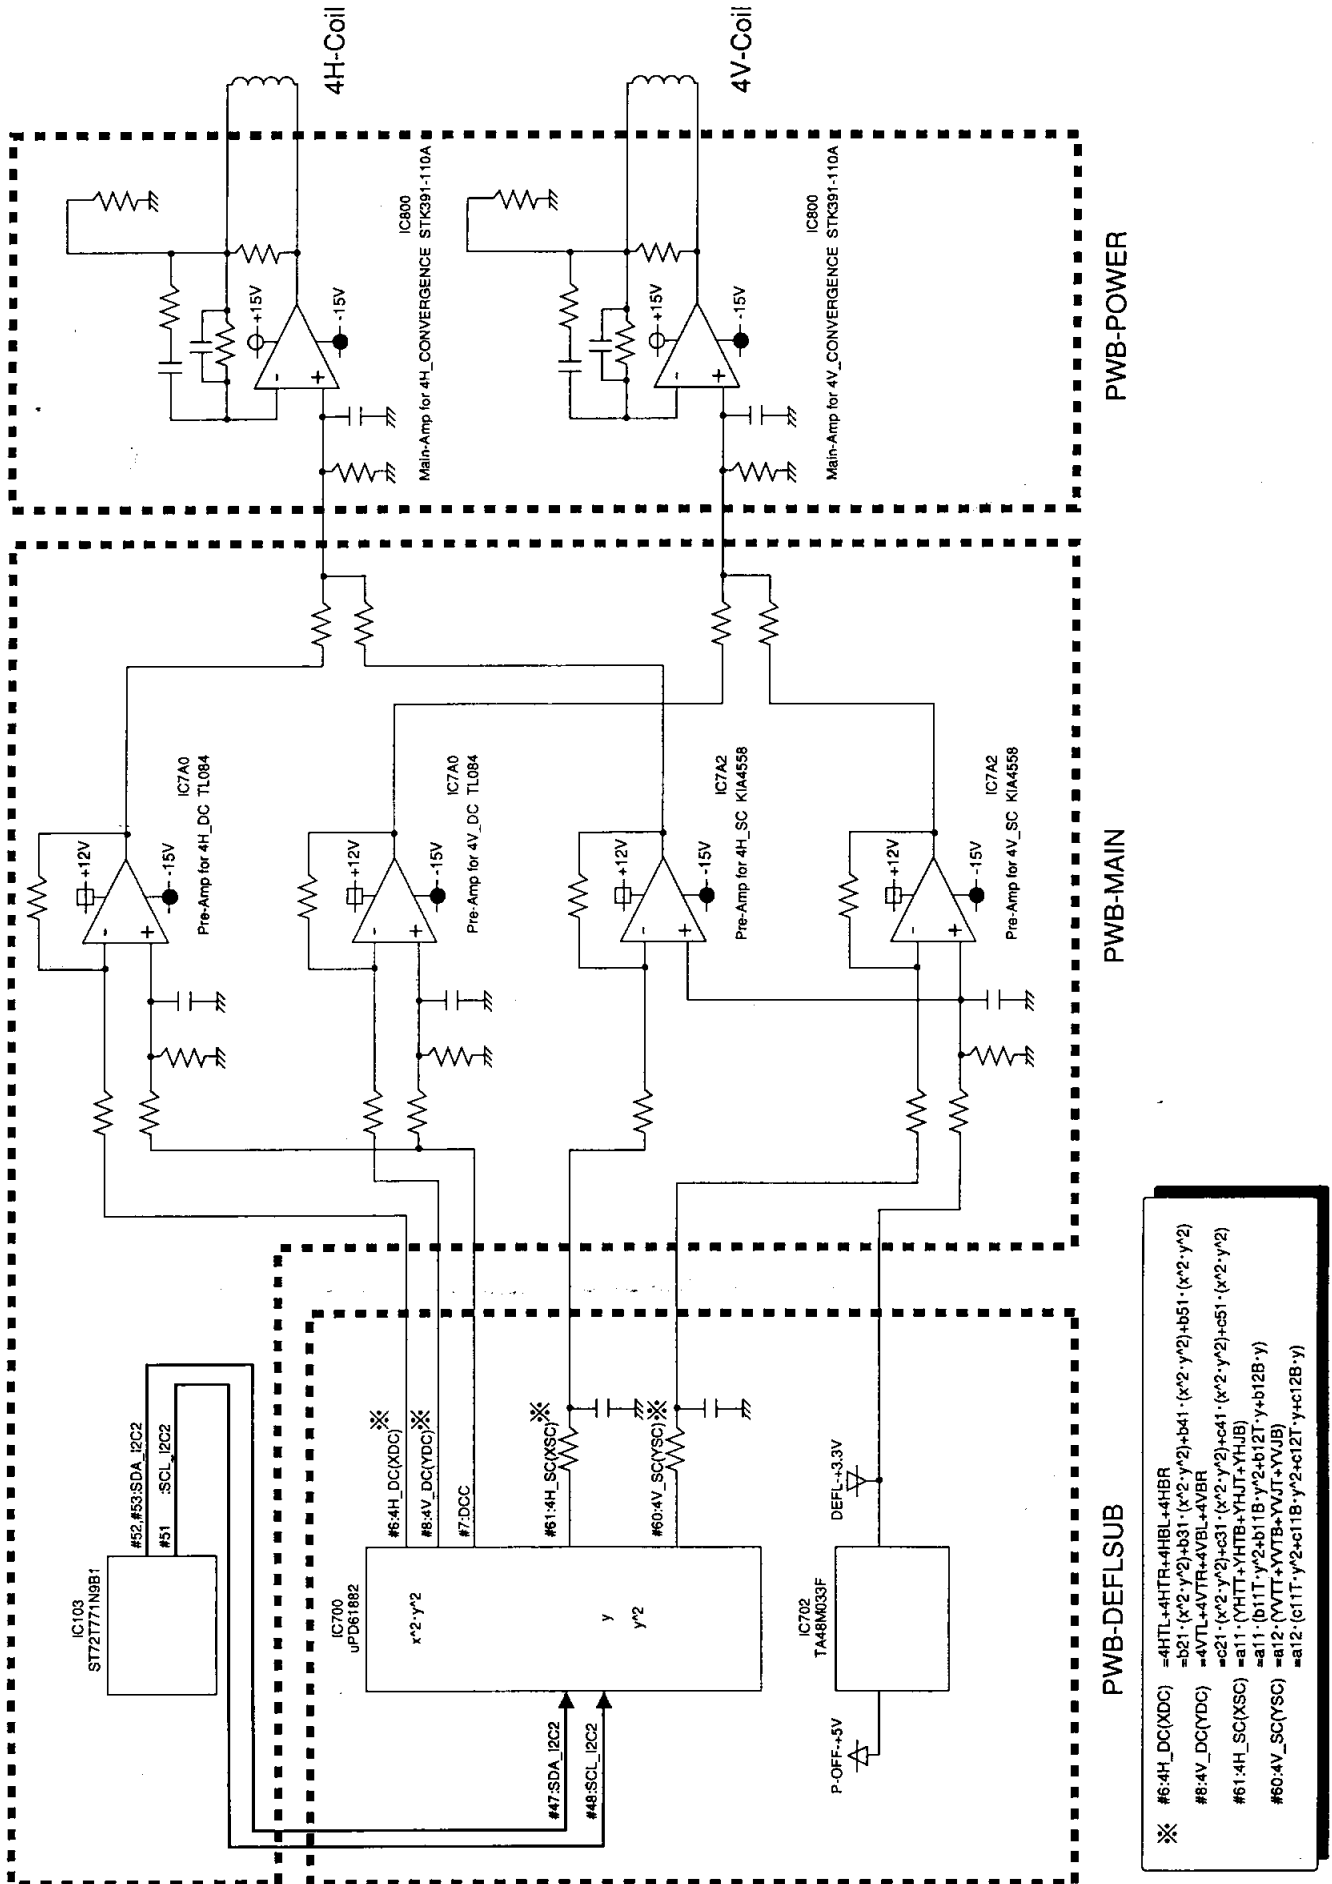 4H-Coil
4V-Coil
IC800
Main-Amp for 4H_CONVERGENCE STK391-110A
+15V
-15V
-
+
IC800
Main-Amp for 4V_CONVERGENCE STK391-110A
+15V
-15V
-
+
PWB-POWER
IC7A0
Pre-Amp for 4H_DC TL084
+12V
-15V
-
+
IC7A0
Pre-Amp for 4V_DC TL084
+12V
-15V
-
+
IC7A2
Pre-Amp for 4H_SC KIA4558
+12V
-15V
-
+
IC7A2
Pre-Amp for 4V_SC KIA4558
+12V
-15V
-
+
PWB-MAIN
IC103
ST72T771N9B1
#52,#53:SDA_I2C2
#51 :SCL_I2C2
IC700
uPD61882
x^2·y^2
y
y^2
#6:4H_DC(XDC) ※
#8:4V_DC(YDC) ※
#7:DCC
#61:4H_SC(XSC) ※
#60:4V_SC(YSC) ※
#47:SDA_I2C2
#48:SCL_I2C2
IC702
TA48M033F
P-OFF-+5V
DEFL-+3.3V
PWB-DEFLSUB
※ #6:4H_DC(XDC) =4HTL+4HTR+4HBL+4HBR
=b21·(x^2·y^2)+b31·(x^2·y^2)+b41·(x^2·y^2)+b51·(x^2·y^2)
#8:4V_DC(YDC) =4VTL+4VTR+4VBL+4VBR
=c21·(x^2·y^2)+c31·(x^2·y^2)+c41·(x^2·y^2)+c51·(x^2·y^2)
#61:4H_SC(XSC) =a11·(YHTT+YHTB+YHJT+YHJB)
=a11·(b11T·y^2+b11B·y^2+b12T·y+b12B·y)
#60:4V_SC(YSC) =a12·(YVTT+YVTB+YVJT+YVJB)
=a12·(c11T·y^2+c11B·y^2+c12T·y+c12B·y)